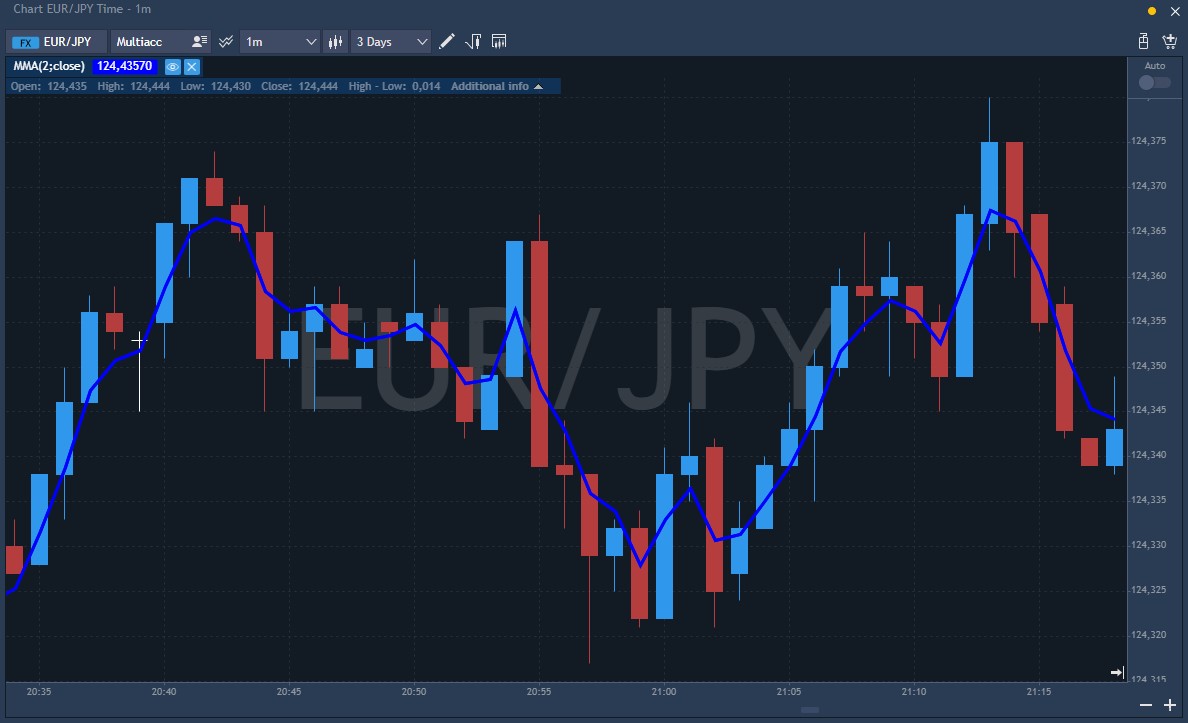 Chart EUR/JPY Time - 1m
FX EUR/JPY Multiacc 1m 3 Days
MMA(2;close) 124,43570
Auto
Open: 124,435 High: 124,444 Low: 124,430 Close: 124,444 High - Low: 0,014 Additional info
EUR/JPY
124,375
124,370
124,365
124,360
124,355
124,350
124,345
124,340
124,335
124,330
124,325
124,320
124,315
20:35 20:40 20:45 20:50 20:55 21:00 21:05 21:10 21:15